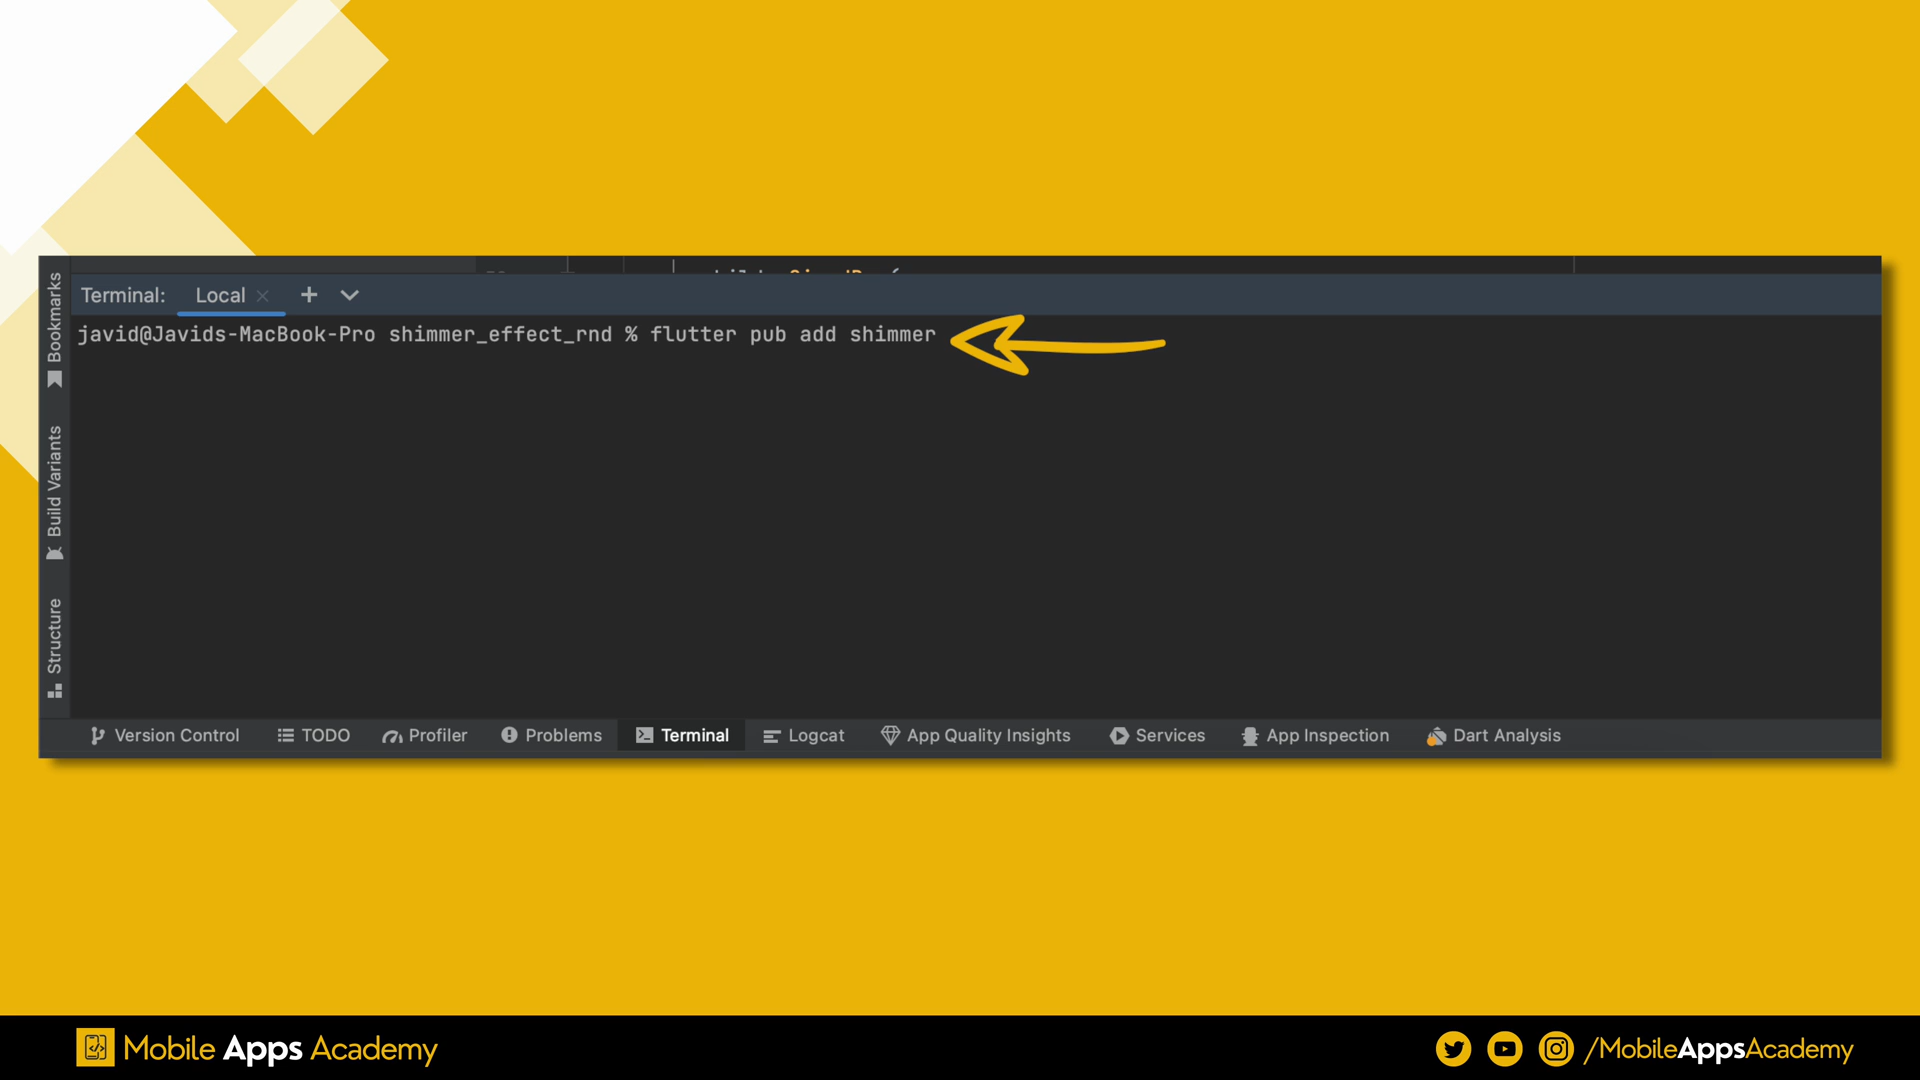 Terminal: Local
javid@Javids-MacBook-Pro shimmer_effect_rnd % flutter pub add shimmer
Bookmarks
Build Variants
Structure
Version Control TODO Profiler Problems Terminal Logcat App Quality Insights Services App Inspection Dart Analysis
Mobile Apps Academy
/MobileAppsAcademy